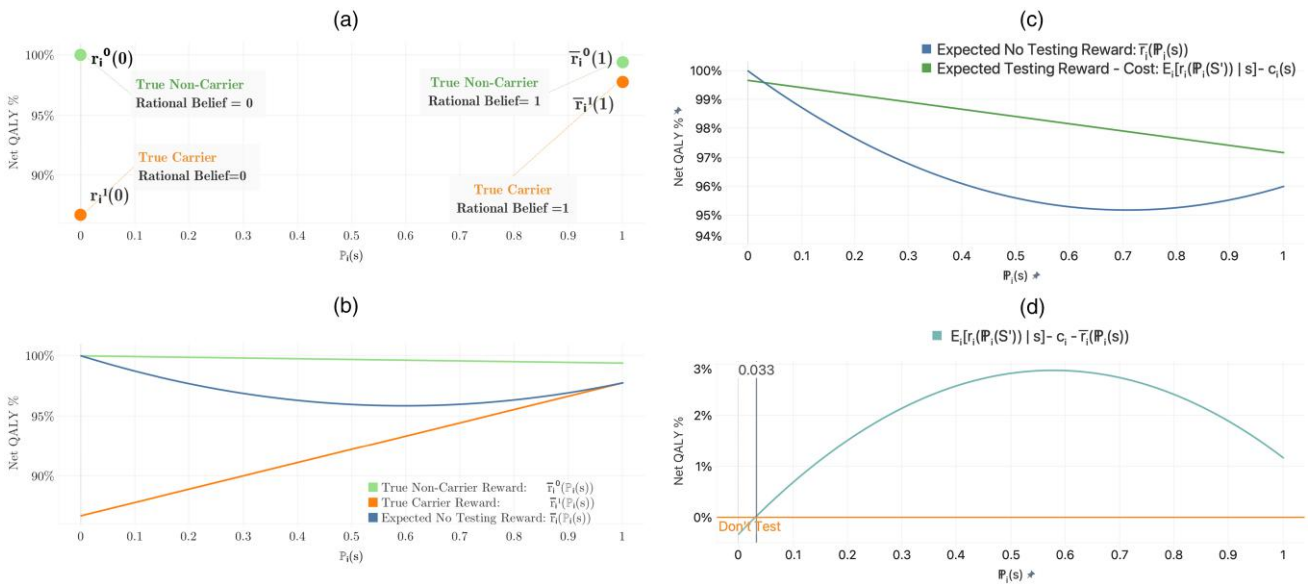 (a)
100%
95%
90%
Net QALY %
r_i^0(0)
True Non-Carrier
Rational Belief = 0
True Carrier
Rational Belief=0
r_i^1(0)
r̅_i^0(1)
True Non-Carrier
Rational Belief= 1
r̅_i^1(1)
True Carrier
Rational Belief =1
0 0.1 0.2 0.3 0.4 0.5 0.6 0.7 0.8 0.9 1
ℙ_i(s)
(b)
100%
95%
90%
Net QALY %
True Non-Carrier Reward: r̅_i^0(ℙ_i(s))
True Carrier Reward: r̅_i^1(ℙ_i(s))
Expected No Testing Reward: r̅_i(ℙ_i(s))
0 0.1 0.2 0.3 0.4 0.5 0.6 0.7 0.8 0.9 1
ℙ_i(s)
(c)
Expected No Testing Reward: r̅_i(ℙ_i(s))
Expected Testing Reward - Cost: E_i[r_i(ℙ_i(S')) | s]- c_i(s)
100%
99%
98%
97%
96%
95%
94%
Net QALY %
0 0.1 0.2 0.3 0.4 0.5 0.6 0.7 0.8 0.9 1
ℙ_i(s)
(d)
E_i[r_i(ℙ_i(S')) | s]- c_i - r̅_i(ℙ_i(s))
3%
2%
1%
0%
Net QALY %
0.033
Don't Test
0 0.1 0.2 0.3 0.4 0.5 0.6 0.7 0.8 0.9 1
ℙ_i(s)